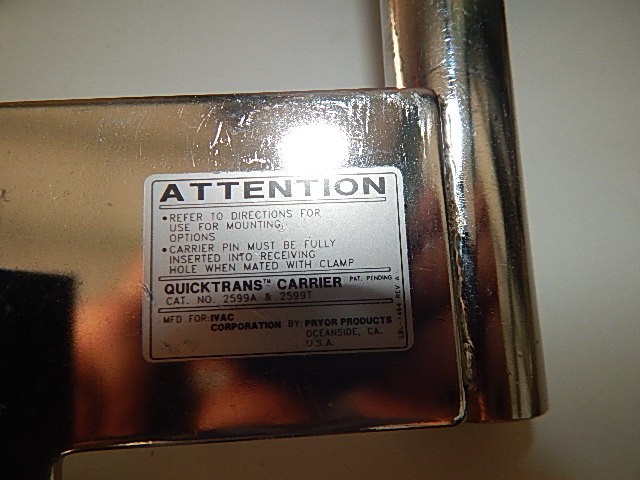 ATTENTION
•REFER TO DIRECTIONS FOR
USE FOR MOUNTING
OPTIONS
•CARRIER PIN MUST BE FULLY
INSERTED INTO RECEIVING
HOLE WHEN MATED WITH CLAMP
QUICKTRANS™ CARRIER PAT. PENDING
CAT. NO. 2599A & 2599T
MFD FOR: IVAC
CORPORATION BY: PRYOR PRODUCTS
OCEANSIDE, CA.
U.S.A.
REV A